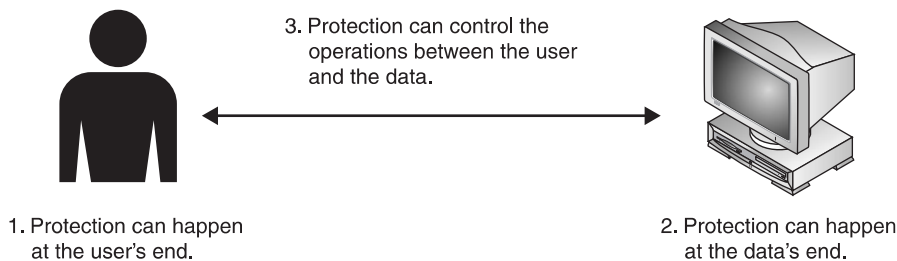 3. Protection can control the
operations between the user
and the data.
1. Protection can happen
at the user's end.
2. Protection can happen
at the data's end.